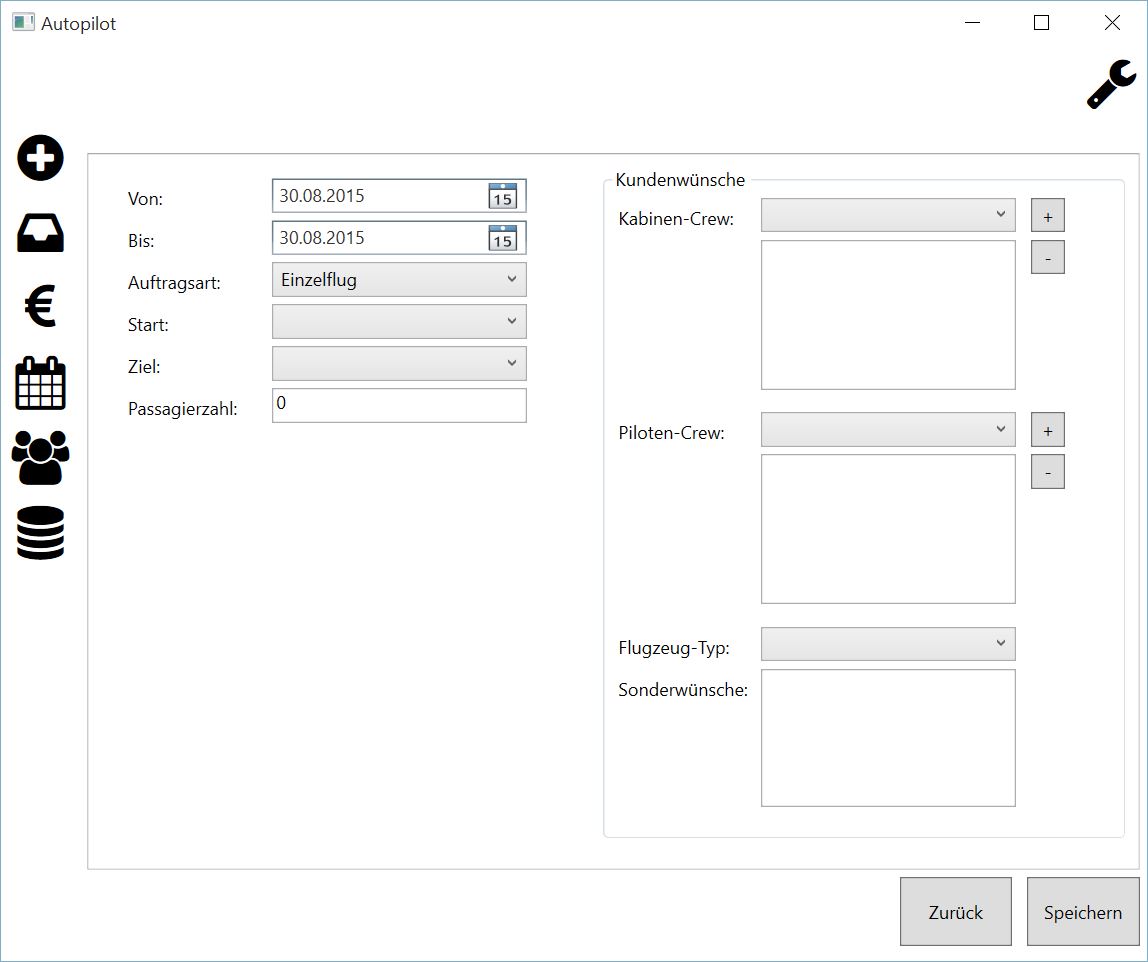 Autopilot
Von: 30.08.2015 15
Bis: 30.08.2015 15
Auftragsart: Einzelflug
Start:
Ziel:
Passagierzahl: 0
Kundenwünsche
Kabinen-Crew: +
-
Piloten-Crew: +
-
Flugzeug-Typ:
Sonderwünsche:
Zurück Speichern